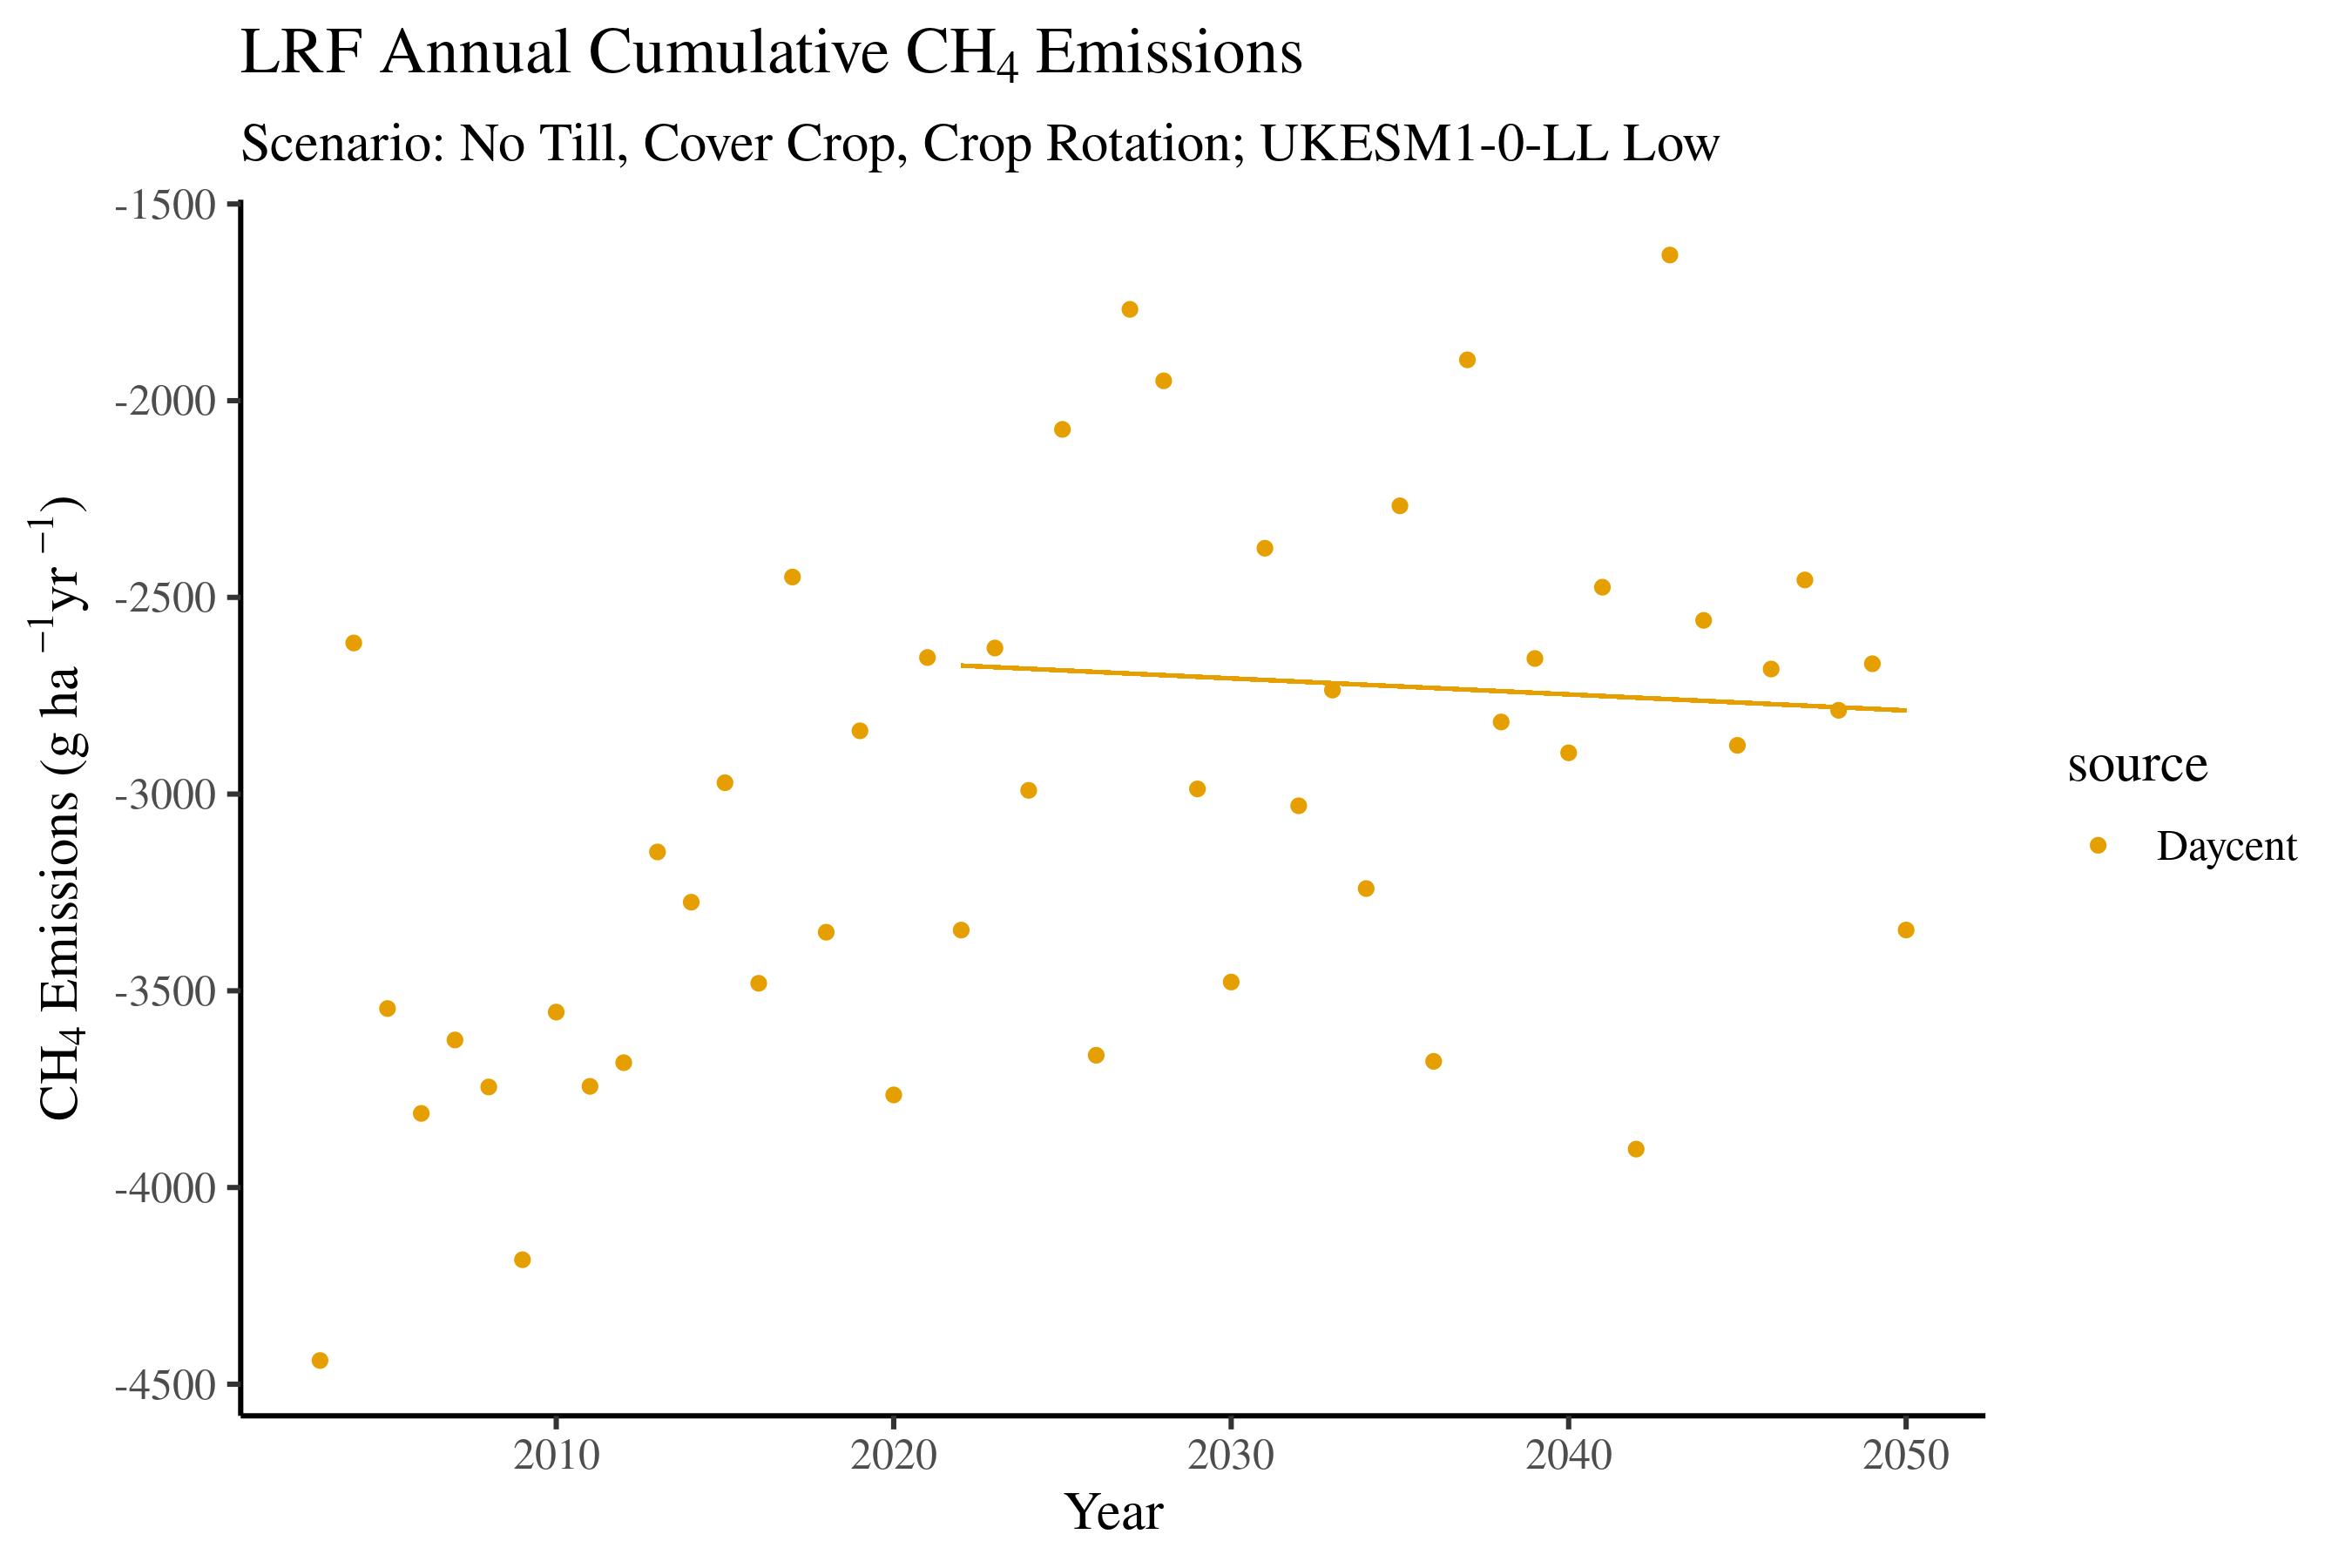 LRF Annual Cumulative CH₄ Emissions
Scenario: No Till, Cover Crop, Crop Rotation; UKESM1-0-LL Low
CH₄ Emissions (g ha ⁻¹yr ⁻¹)
-1500
-2000
-2500
-3000
-3500
-4000
-4500
2010 2020 2030 2040 2050
Year
source
Daycent